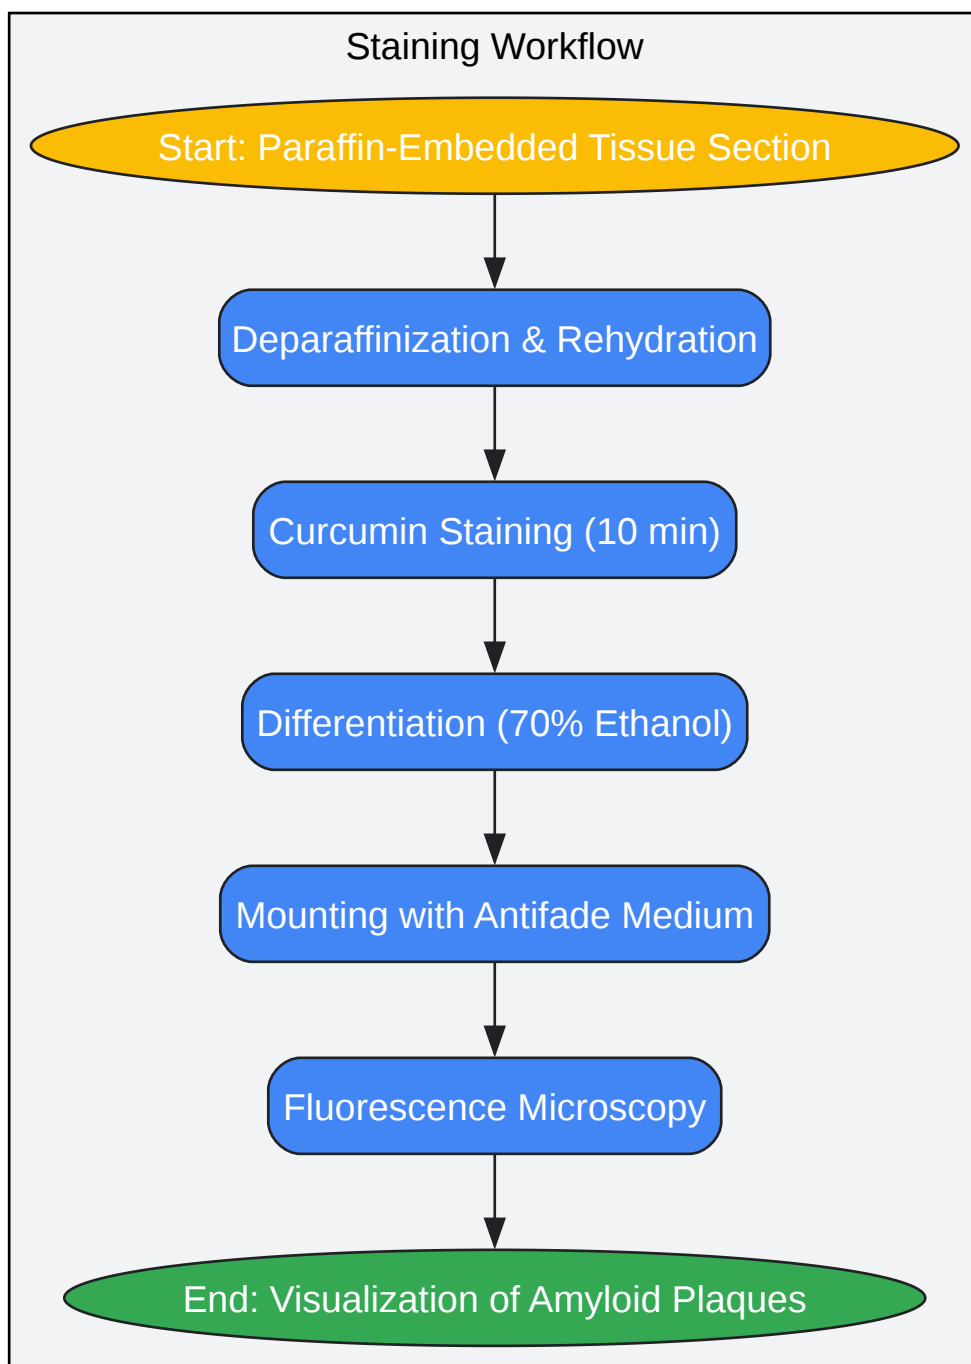 Staining Workflow
Start: Paraffin-Embedded Tissue Section
Deparaffinization & Rehydration
Curcumin Staining (10 min)
Differentiation (70% Ethanol)
Mounting with Antifade Medium
Fluorescence Microscopy
End: Visualization of Amyloid Plaques